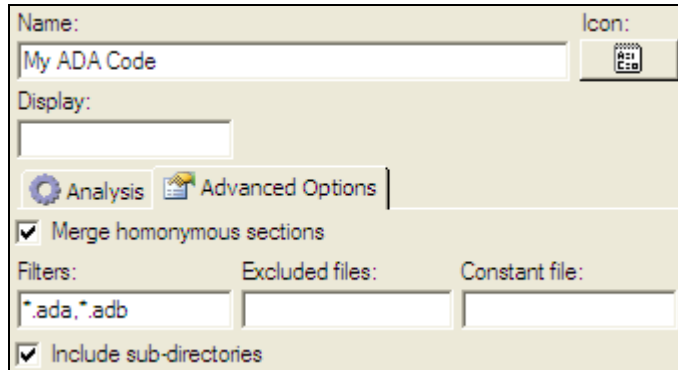 Name: Icon:
My ADA Code
Display:
Analysis Advanced Options
Merge homonymous sections
Filters: Excluded files: Constant file:
*.ada,*.adb
Include sub-directories